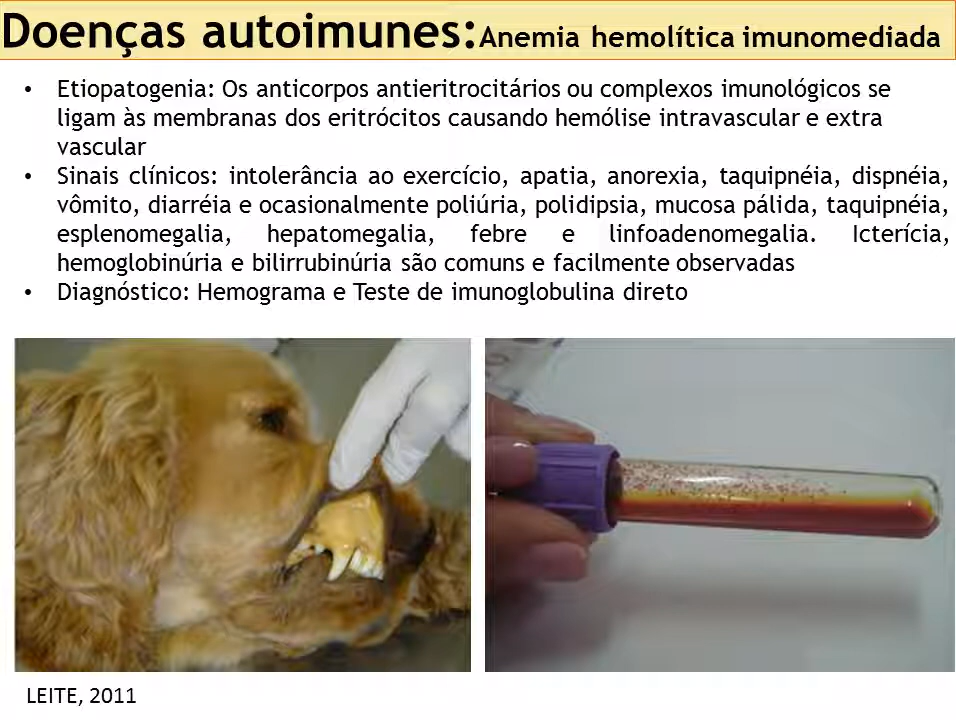 Doenças autoimunes:Anemia hemolítica imunomediada
• Etiopatogenia: Os anticorpos antieritrocitários ou complexos imunológicos se
ligam às membranas dos eritrócitos causando hemólise intravascular e extra
vascular
• Sinais clínicos: intolerância ao exercício, apatia, anorexia, taquipnéia, dispnéia,
vômito, diarréia e ocasionalmente poliúria, polidipsia, mucosa pálida, taquipnéia,
esplenomegalia, hepatomegalia, febre e linfoadenomegalia. Icterícia,
hemoglobinúria e bilirrubinúria são comuns e facilmente observadas
• Diagnóstico: Hemograma e Teste de imunoglobulina direto
LEITE, 2011